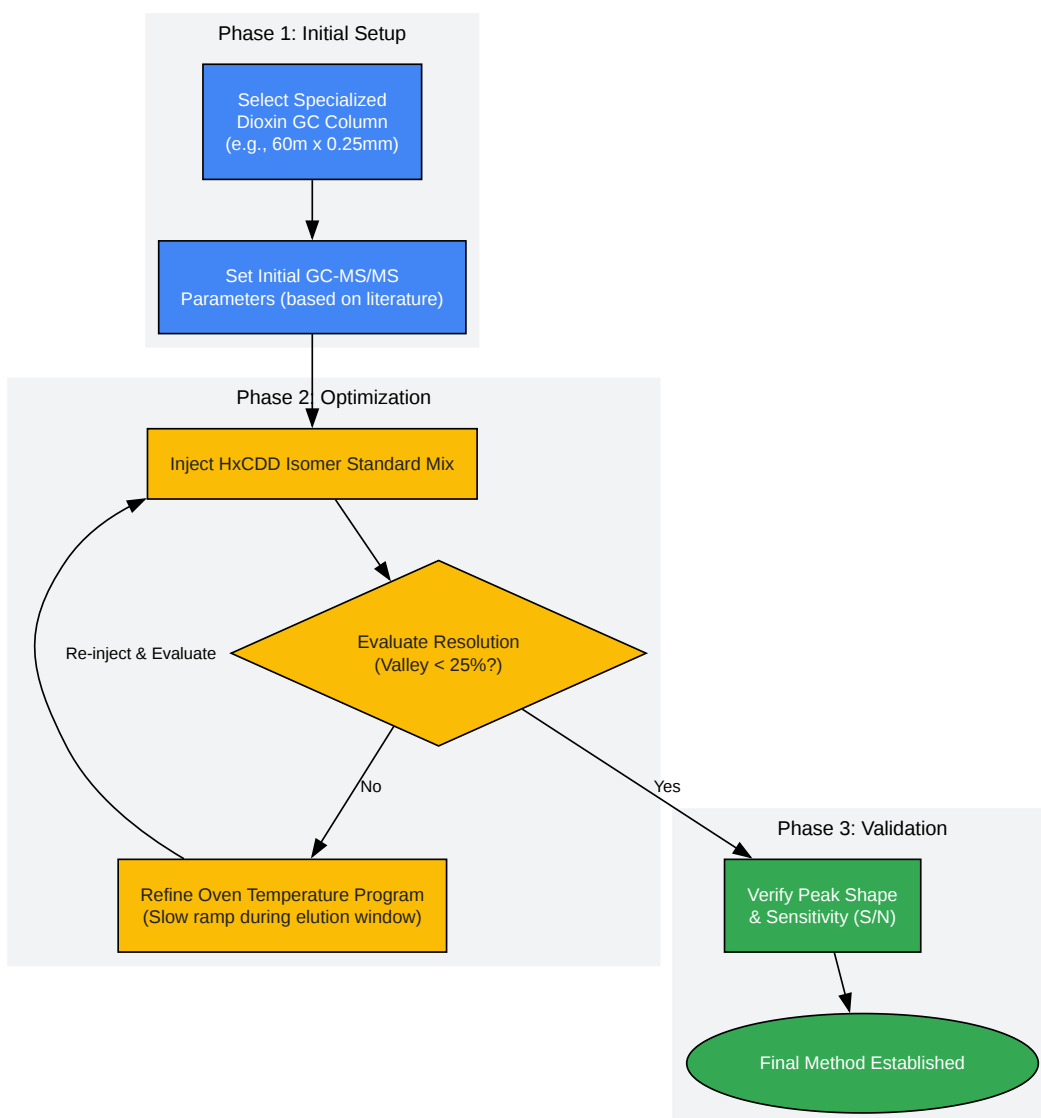 Phase 1: Initial Setup
Select Specialized
Dioxin GC Column
(e.g., 60m x 0.25mm)
Set Initial GC-MS/MS
Parameters (based on literature)
Phase 2: Optimization
Inject HxCDD Isomer Standard Mix
Evaluate Resolution
(Valley < 25%?)
Re-inject & Evaluate
No
Yes
Refine Oven Temperature Program
(Slow ramp during elution window)
Phase 3: Validation
Verify Peak Shape
& Sensitivity (S/N)
Final Method Established